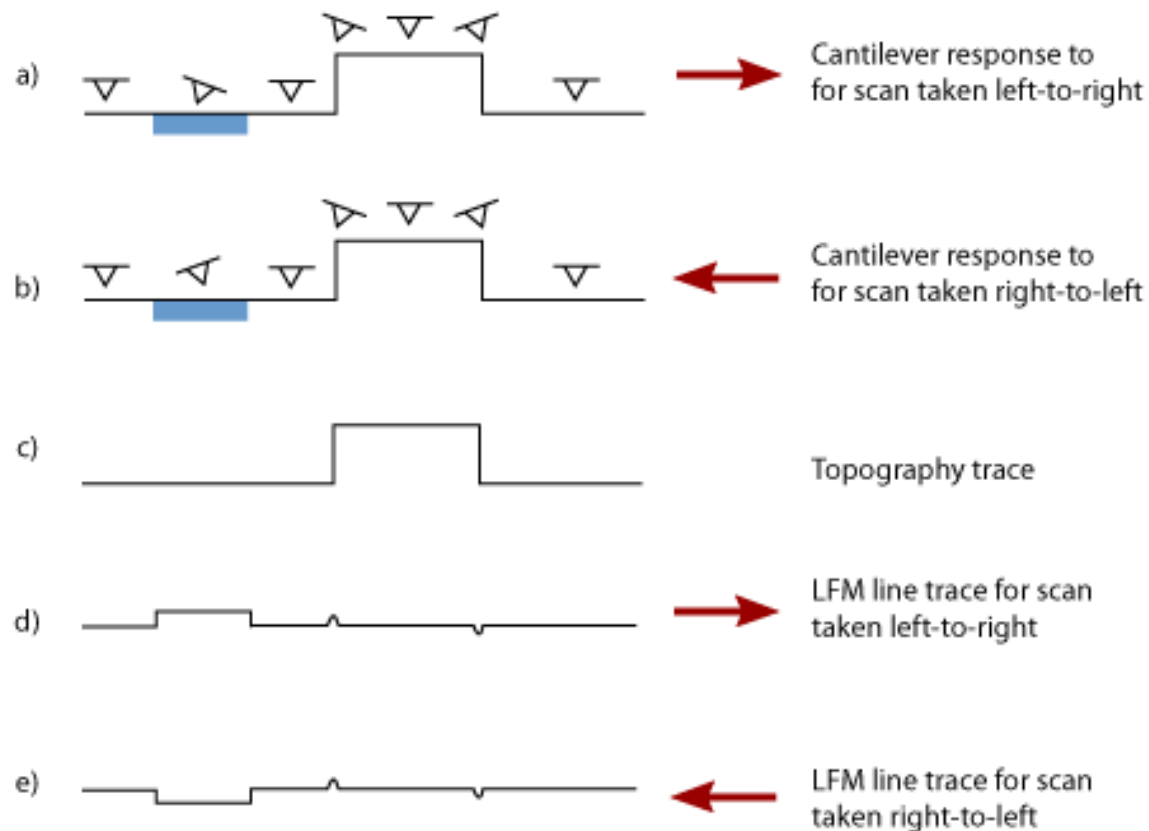 a)
Cantilever response to
for scan taken left-to-right
b)
Cantilever response to
for scan taken right-to-left
c)
Topography trace
d)
LFM line trace for scan
taken left-to-right
e)
LFM line trace for scan
taken right-to-left